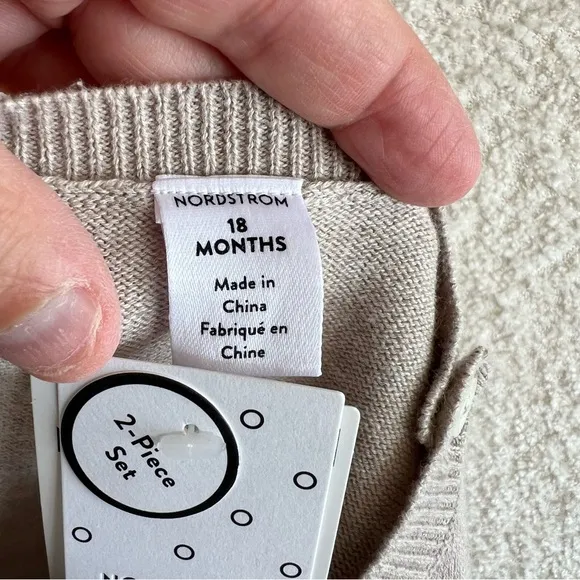 NORDSTROM
18
MONTHS
Made in
China
Fabriqué en
Chine
2-Piece
Set